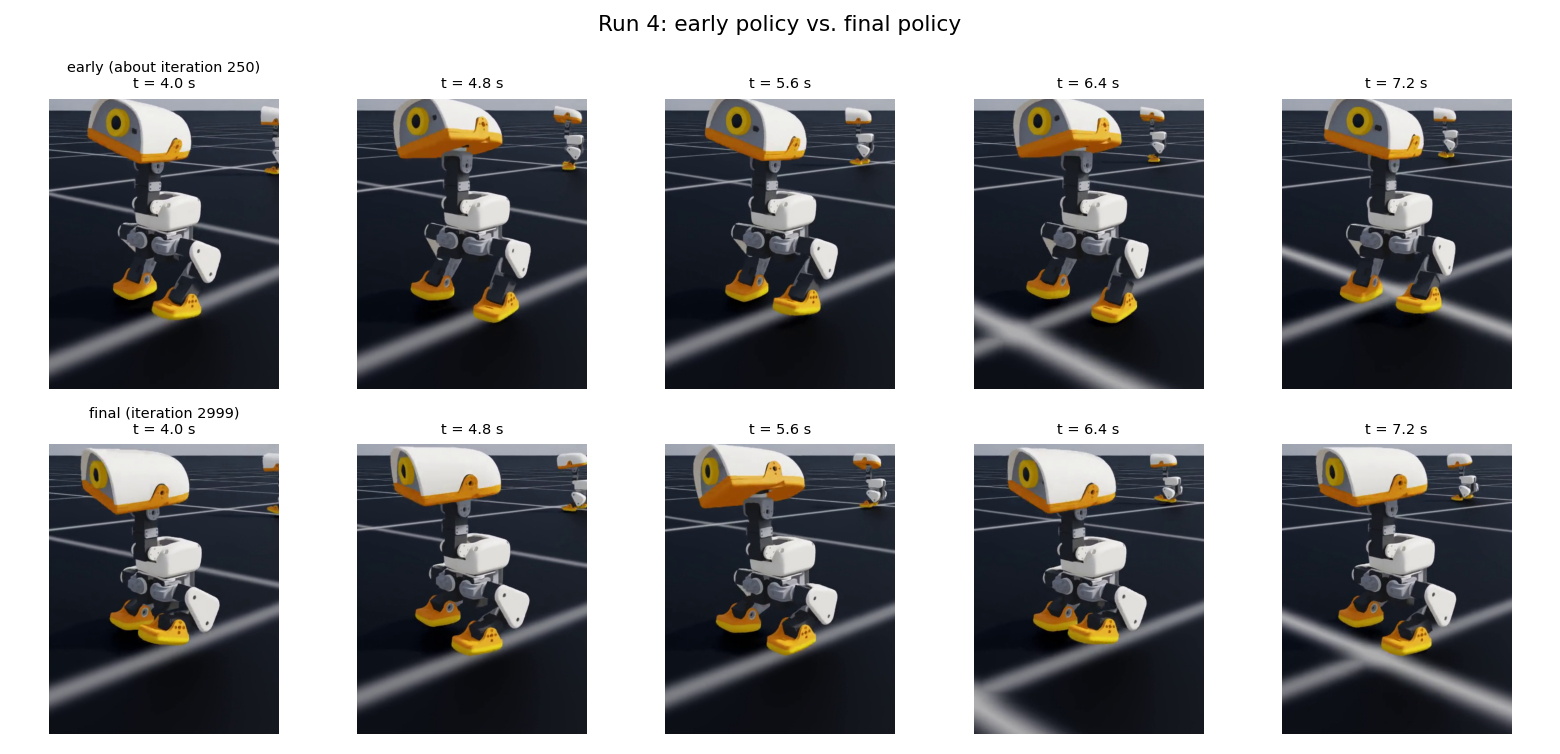 Run 4: early policy vs. final policy
early (about iteration 250)
t = 4.0 s
t = 4.8 s
t = 5.6 s
t = 6.4 s
t = 7.2 s
final (iteration 2999)
t = 4.0 s
t = 4.8 s
t = 5.6 s
t = 6.4 s
t = 7.2 s